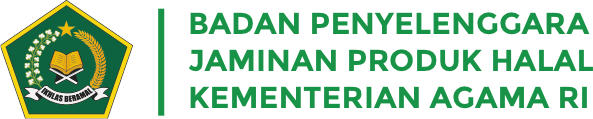 BADAN PENYELENGGARA
JAMINAN PRODUK HALAL
KEMENTERIAN AGAMA RI
IKHLAS BERAMAL